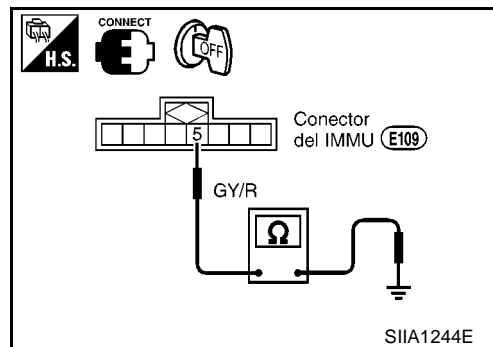 CONNECT
H.S.
OFF
5
Conector
del IMMU E109
GY/R
Ω
SIIA1244E